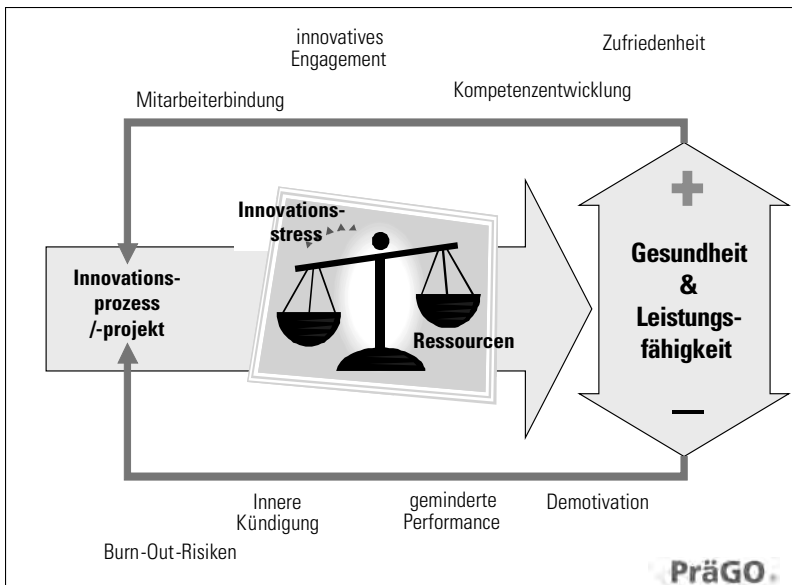 innovatives
Engagement
Zufriedenheit
Mitarbeiterbindung
Kompetenzentwicklung
Innovations-
stress
Innovations-
prozess
/-projekt
Ressourcen
+
Gesundheit
&
Leistungs-
fähigkeit
–
Innere
Kündigung
geminderte
Performance
Demotivation
Burn-Out-Risiken
PräGO